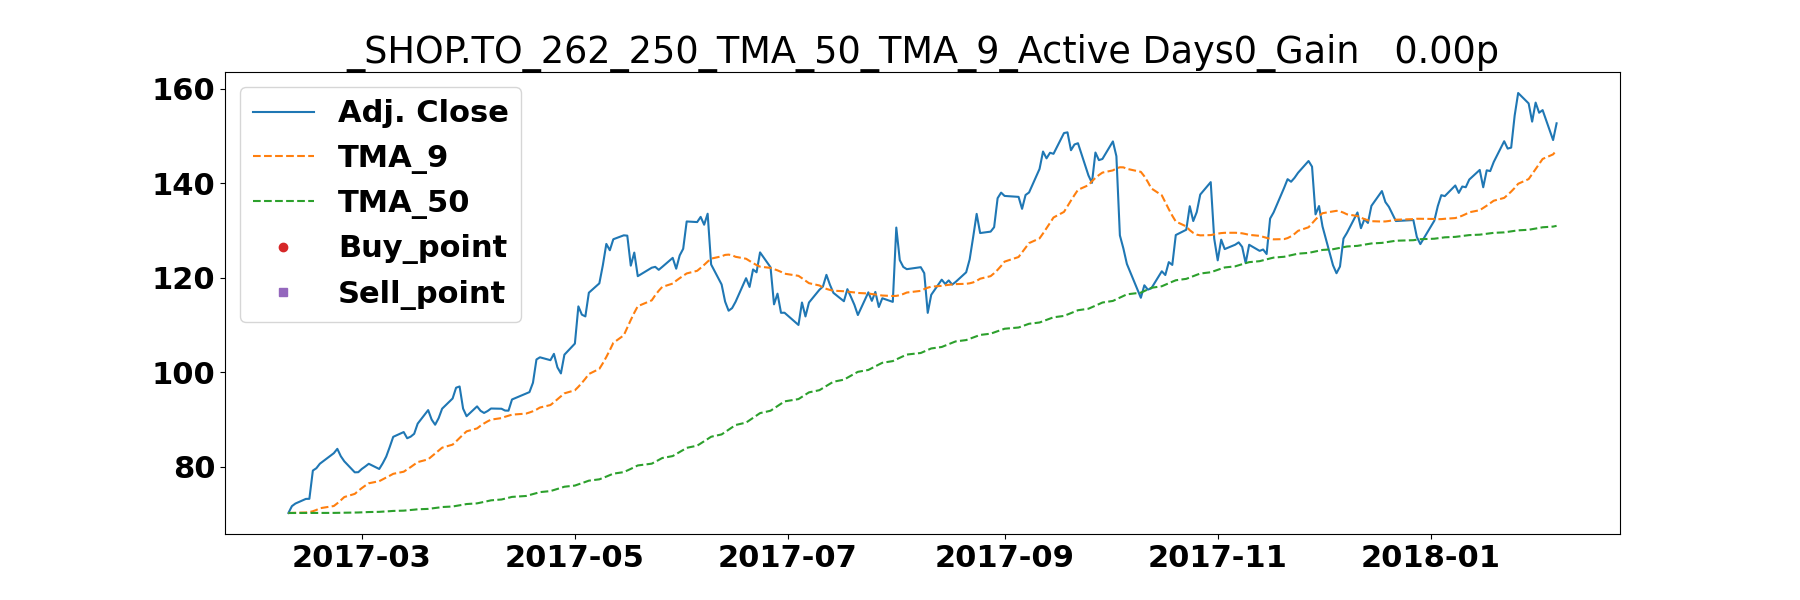 _SHOP.TO_262_250_TMA_50_TMA_9_Active Days0_Gain   0.00p
160
140
120
100
80
Adj. Close
TMA_9
TMA_50
Buy_point
Sell_point
2017-03 2017-05 2017-07 2017-09 2017-11 2018-01